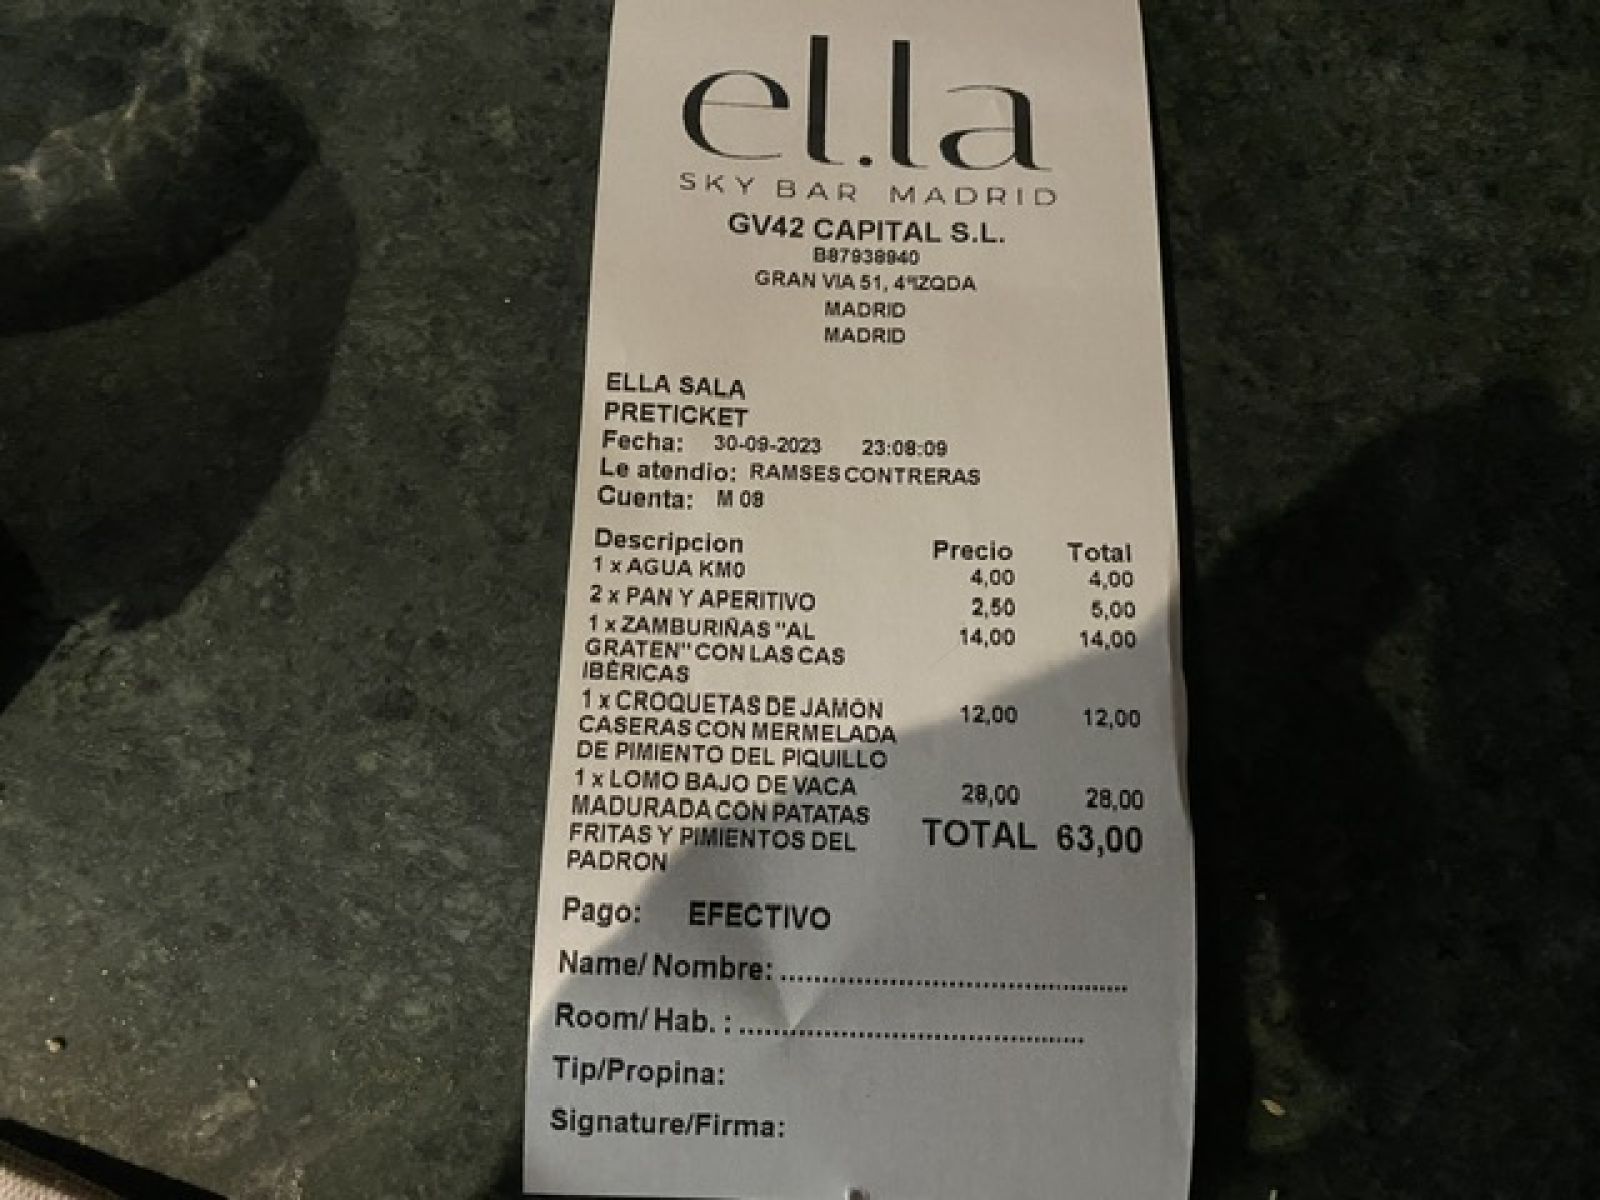 el.la
SKY BAR MADRID
GV42 CAPITAL S.L.
B87938940
GRAN VIA 51, 4ºIZQDA
MADRID
MADRID
ELLA SALA
PRETICKET
Fecha: 30-09-2023 23:08:09
Le atendio: RAMSES CONTRERAS
Cuenta: M 08
Descripcion Precio Total
1 x AGUA KM0 4,00 4,00
2 x PAN Y APERITIVO 2,50 5,00
1 x ZAMBURIÑAS "AL 14,00 14,00
GRATEN" CON LASCAS
IBÉRICAS
1 x CROQUETAS DE JAMÓN 12,00 12,00
CASERAS CON MERMELADA
DE PIMIENTO DEL PIQUILLO
1 x LOMO BAJO DE VACA 28,00 28,00
MADURADA CON PATATAS
FRITAS Y PIMIENTOS DEL
PADRON
TOTAL 63,00
Pago: EFECTIVO
Name/ Nombre:
Room/ Hab. :
Tip/Propina:
Signature/Firma: